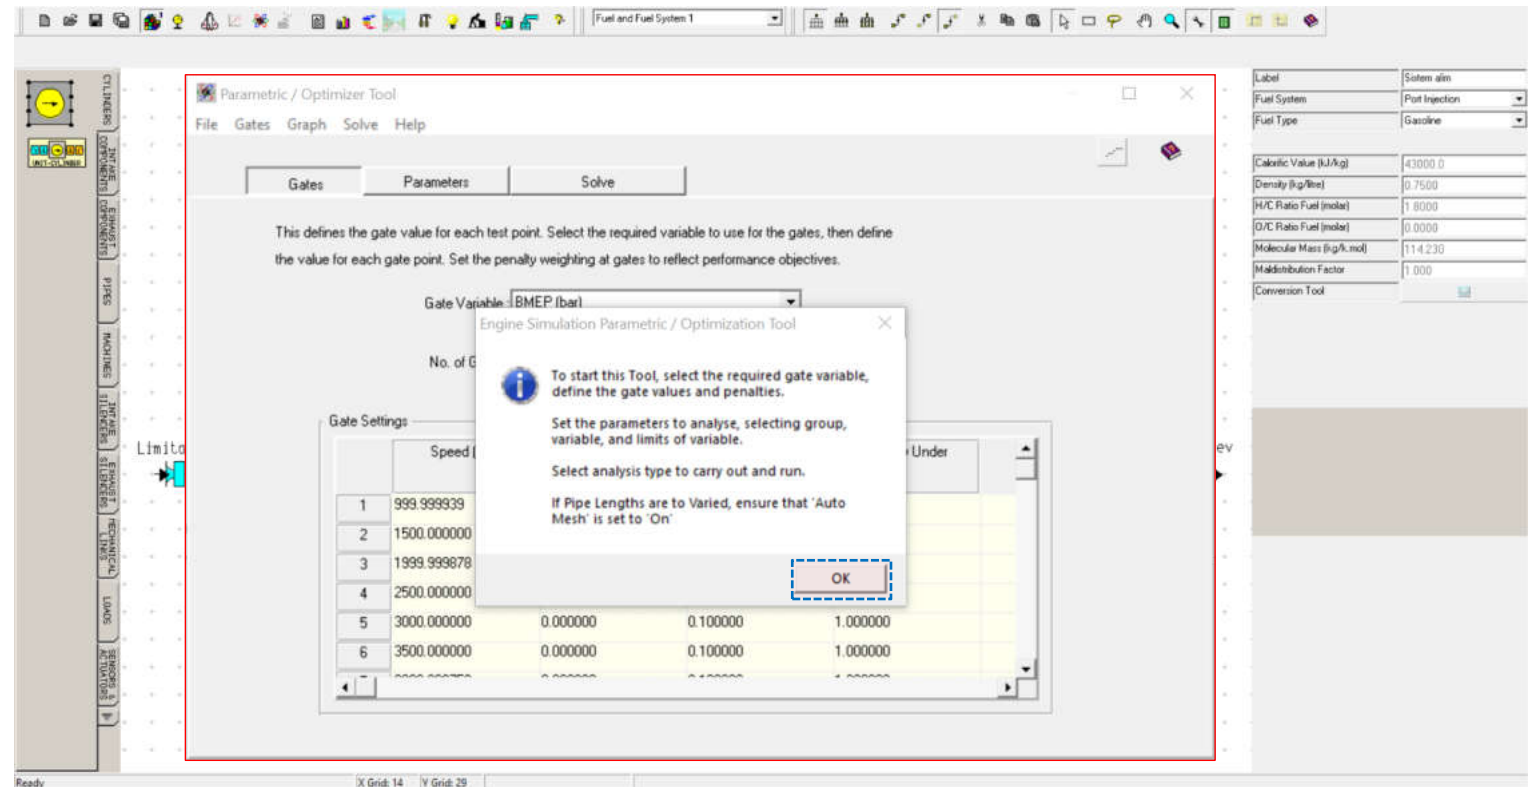 Fuel and Fuel System 1
CYLINDERS
INTAKE
COMPONENTS
EXHAUST
COMPONENTS
PIPES
MACHINES
INTAKE
SILENCERS
EXHAUST
SILENCERS
MECHANICAL
LINKS
LOADS
SENSORS &
ACTUATORS
UNIT-CYLINDER
Limita
Parametric / Optimizer Tool
File Gates Graph Solve Help
Gates Parameters Solve
This defines the gate value for each test point. Select the required variable to use for the gates, then define
the value for each gate point. Set the penalty weighting at gates to reflect performance objectives.
Gate Variable : BMEP (bar)
No. of G
Gate Settings
Speed [
Under
1 999.999939
2 1500.000000
3 1999.999878
4 2500.000000
5 3000.000000 0.000000 0.100000 1.000000
6 3500.000000 0.000000 0.100000 1.000000
Engine Simulation Parametric / Optimization Tool
To start this Tool, select the required gate variable,
define the gate values and penalties.
Set the parameters to analyse, selecting group,
variable, and limits of variable.
Select analysis type to carry out and run.
If Pipe Lengths are to Varied, ensure that 'Auto
Mesh' is set to 'On'
OK
ev
Label Sistem alim
Fuel System Port Injection
Fuel Type Gasoline
Calorific Value (kJ/kg) 43000.0
Density (kg/litre) 0.7500
H/C Ratio Fuel (molar) 1.8000
O/C Ratio Fuel (molar) 0.0000
Molecular Mass (kg/k.mol) 114.230
Maldistribution Factor 1.000
Conversion Tool
Ready X Grid: 14 Y Grid: 29